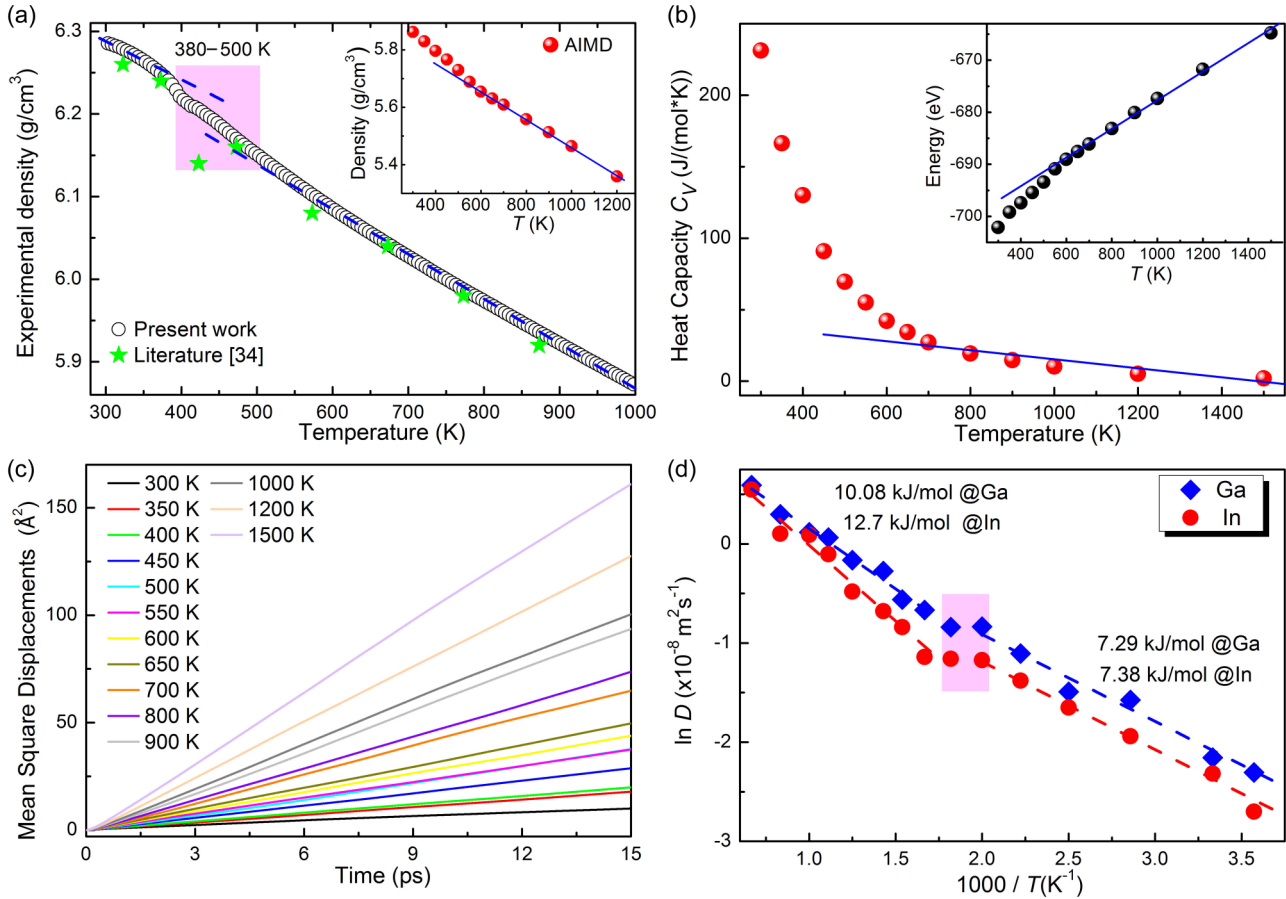 (a)
6.3
6.2
6.1
6.0
5.9
Experimental density (g/cm³)
380−500 K
Present work
Literature [34]
300 400 500 600 700 800 900 1000
Temperature (K)
AIMD
5.8
5.6
5.4
Density (g/cm³)
400 600 800 1000 1200
T (K)
(b)
200
100
0
Heat Capacity C_V (J/(mol*K))
400 600 800 1000 1200 1400
Temperature (K)
-670
-680
-690
-700
Energy (eV)
400 600 800 1000 1200 1400
T (K)
(c)
150
100
50
0
Mean Square Displacements (Å²)
300 K 1000 K
350 K 1200 K
400 K 1500 K
450 K
500 K
550 K
600 K
650 K
700 K
800 K
900 K
0 3 6 9 12 15
Time (ps)
(d)
0
-1
-2
-3
ln D (x10⁻⁸ m²s⁻¹)
10.08 kJ/mol @Ga
12.7 kJ/mol @In
Ga
In
7.29 kJ/mol @Ga
7.38 kJ/mol @In
1.0 1.5 2.0 2.5 3.0 3.5
1000 / T(K⁻¹)